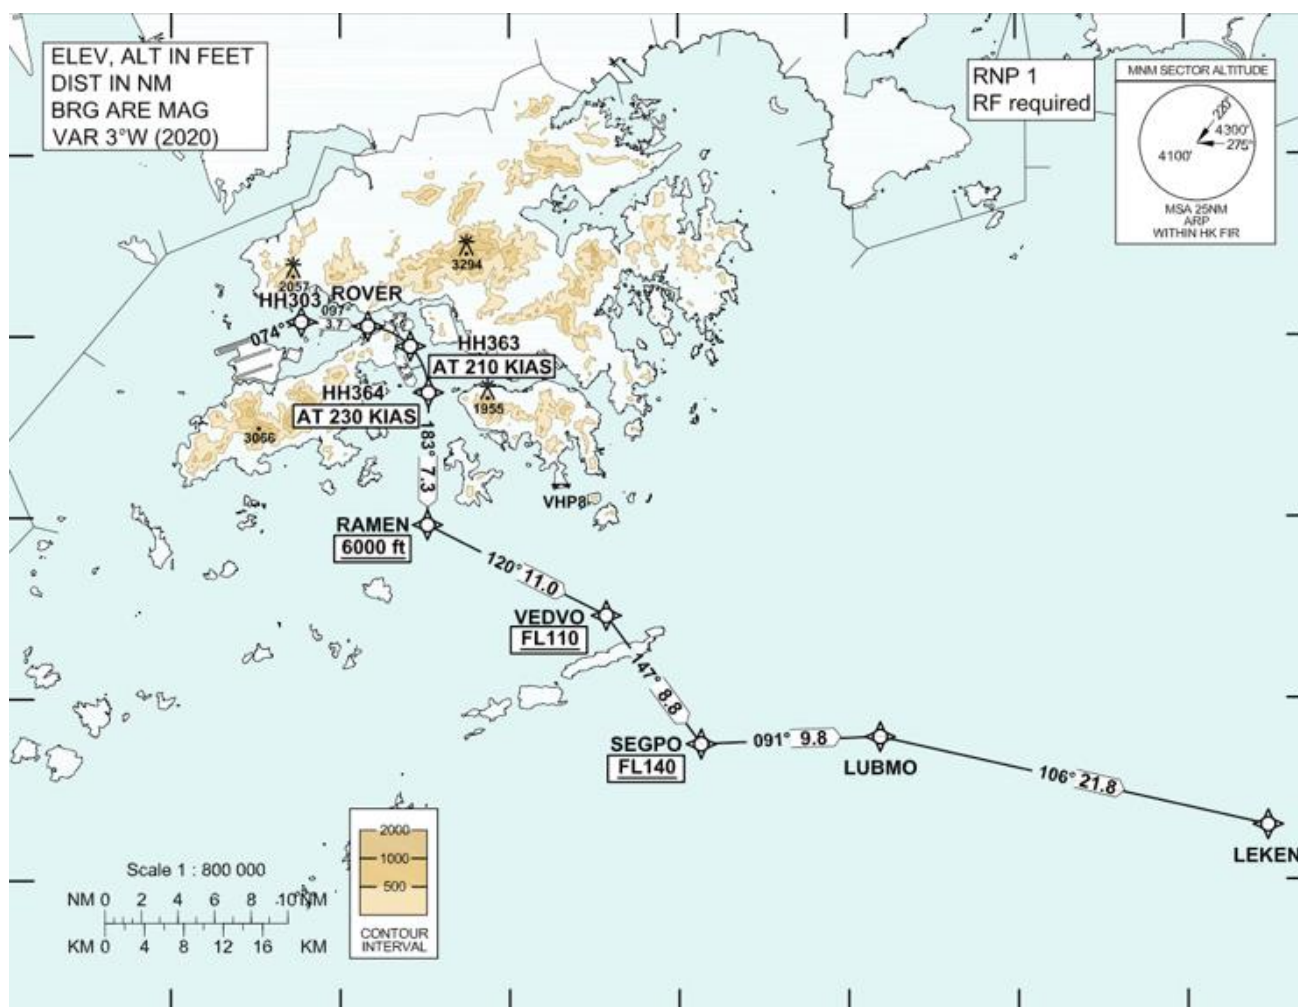 ELEV, ALT IN FEET
DIST IN NM
BRG ARE MAG
VAR 3°W (2020)
RNP 1
RF required
MNM SECTOR ALTITUDE
220°
4300'
275°
4100'
MSA 25NM
ARP
WITHIN HK FIR
3294
2057
HH303
ROVER
097°
3.7
074°
HH363
AT 210 KIAS
HH364
AT 230 KIAS
1955
3066
183° 7.3
VHP8
RAMEN
6000 ft
120° 11.0
VEDVO
FL110
147° 8.8
SEGPO
FL140
091° 9.8
LUBMO
106° 21.8
LEKEN
Scale 1 : 800 000
NM 0 2 4 6 8 10 NM
KM 0 4 8 12 16 KM
2000
1000
500
CONTOUR
INTERVAL